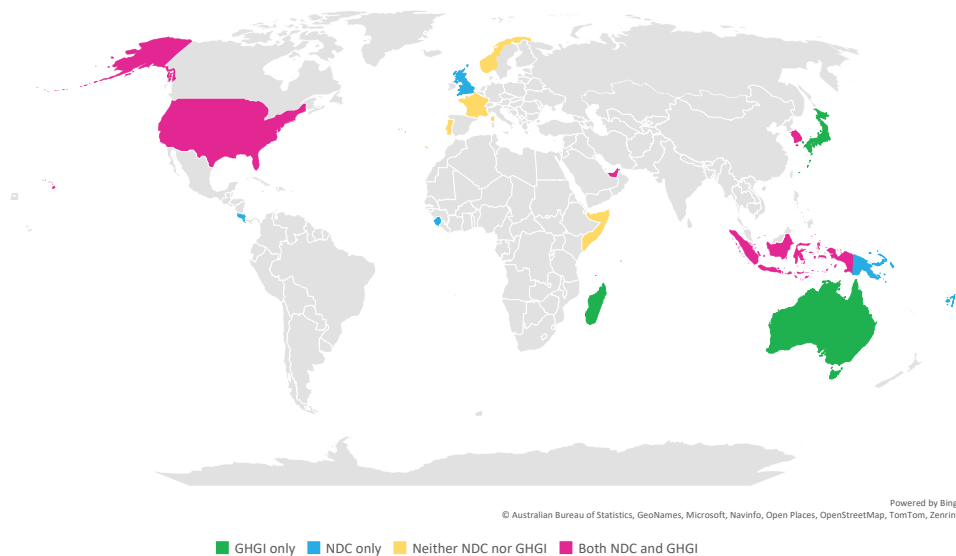 Powered by Bing
© Australian Bureau of Statistics, GeoNames, Microsoft, Navinfo, Open Places, OpenStreetMap, TomTom, Zenrin
GHGI only NDC only Neither NDC nor GHGI Both NDC and GHGI